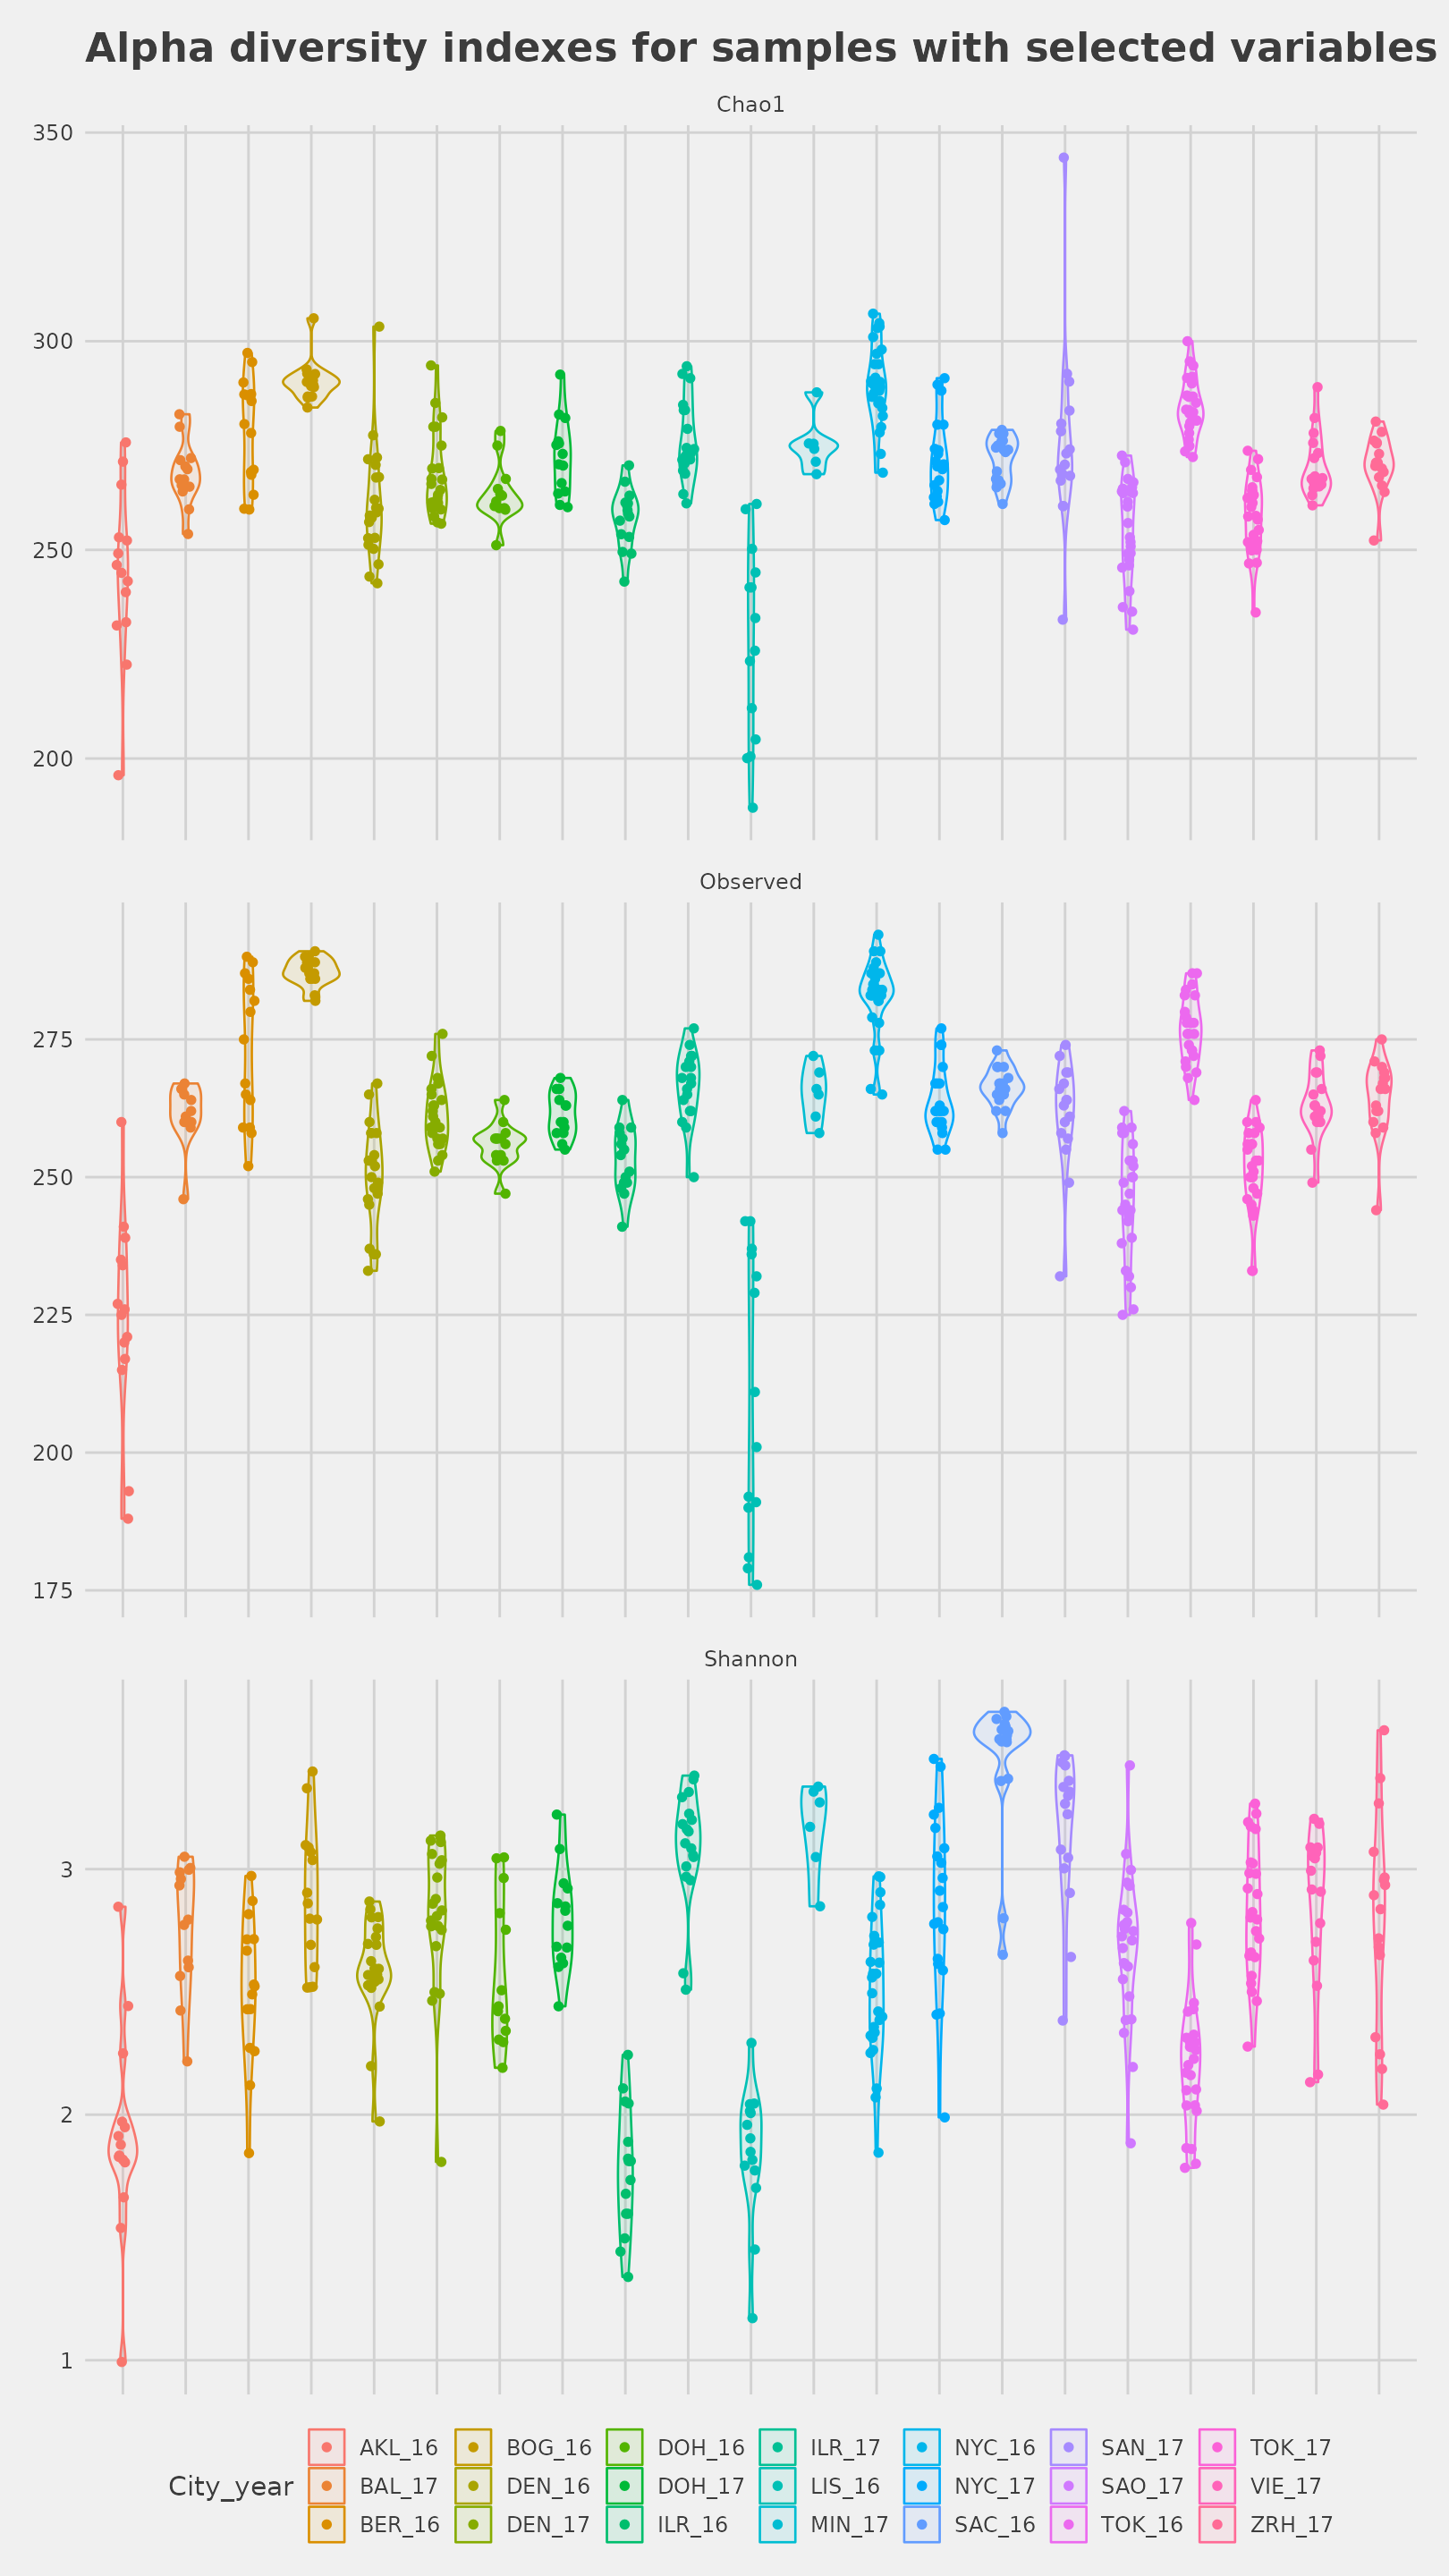 Alpha diversity indexes for samples with selected variables
Chao1
350
300
250
200
Observed
275
250
225
200
175
Shannon
3
2
1
City_year
AKL_16 BOG_16 DOH_16 ILR_17 NYC_16 SAN_17 TOK_17
BAL_17 DEN_16 DOH_17 LIS_16 NYC_17 SAO_17 VIE_17
BER_16 DEN_17 ILR_16 MIN_17 SAC_16 TOK_16 ZRH_17